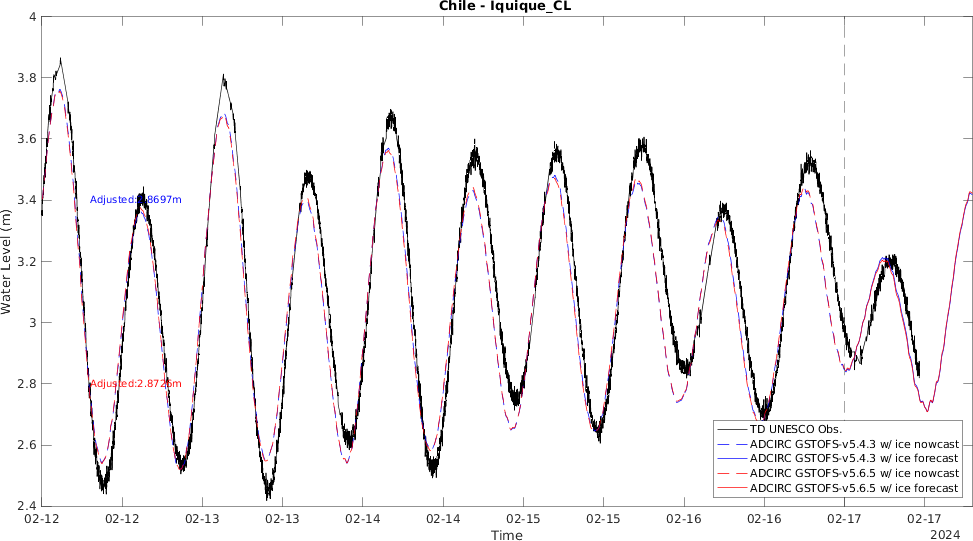 Chile - Iquique_CL
4
3.8
3.6
3.4
3.2
3
2.8
2.6
2.4
Water Level (m)
Adjusted:2.8697m
Adjusted:2.8726m
TD UNESCO Obs.
ADCIRC GSTOFS-v5.4.3 w/ ice nowcast
ADCIRC GSTOFS-v5.4.3 w/ ice forecast
ADCIRC GSTOFS-v5.6.5 w/ ice nowcast
ADCIRC GSTOFS-v5.6.5 w/ ice forecast
02-12 02-12 02-13 02-13 02-14 02-14 02-15 02-15 02-16 02-16 02-17 02-17
Time
2024